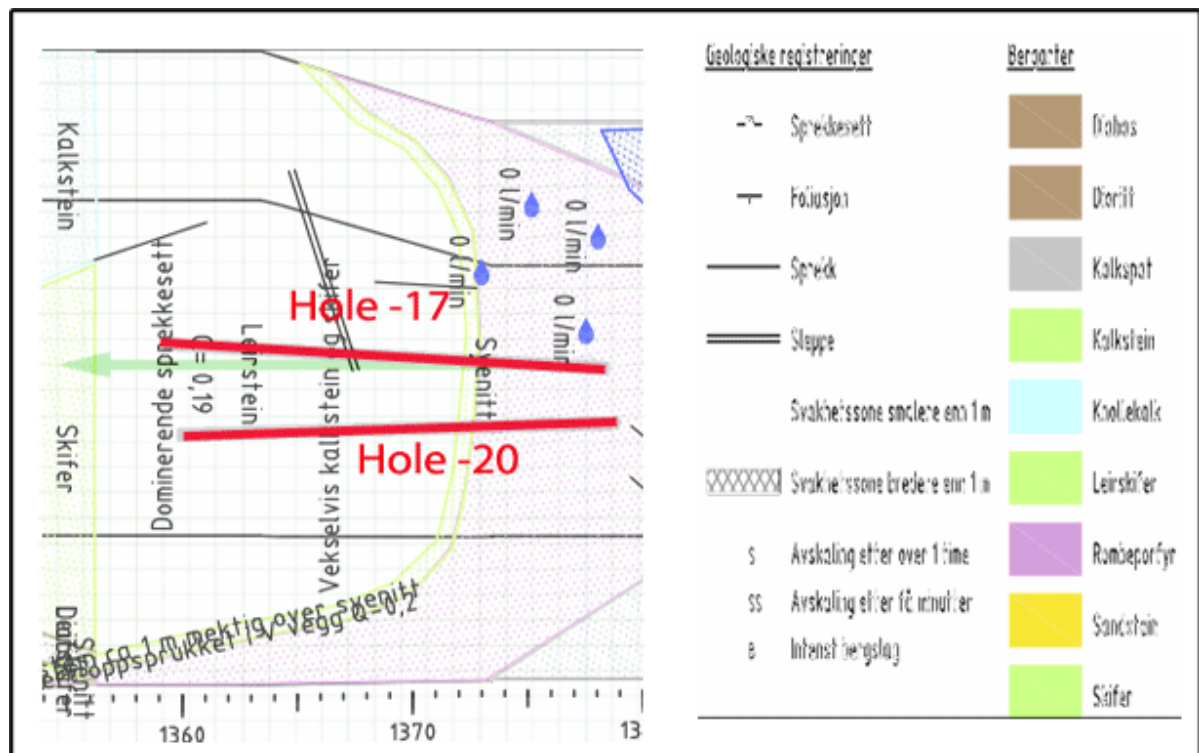 Kalkstein
Skifer
Dominerende sprekkesett
Q = 0,19
Leirstein
Vekselvis kalkstein og skifer
Hole -17
Hole -20
Syenitt
0 l/min
0 l/min
0 l/min
0 l/min
ca 1 m mektig over syenitt
oppsprukket i V vegg Q=0,2
1360
1370
Geologiske registreringer
Sprekkesett
Foliasjon
Sprekk
Sleppe
Svakhetssone smalere enn 1 m
Svakhetssone bredere enn 1 m
S Avskaling etter over 1 time
SS Avskaling etter få minutter
B Intenst bergslag
Bergarter
Diabas
Dioritt
Kalkspat
Kalkstein
Knollekalk
Leirskifer
Rombeporfyr
Sandstein
Skifer